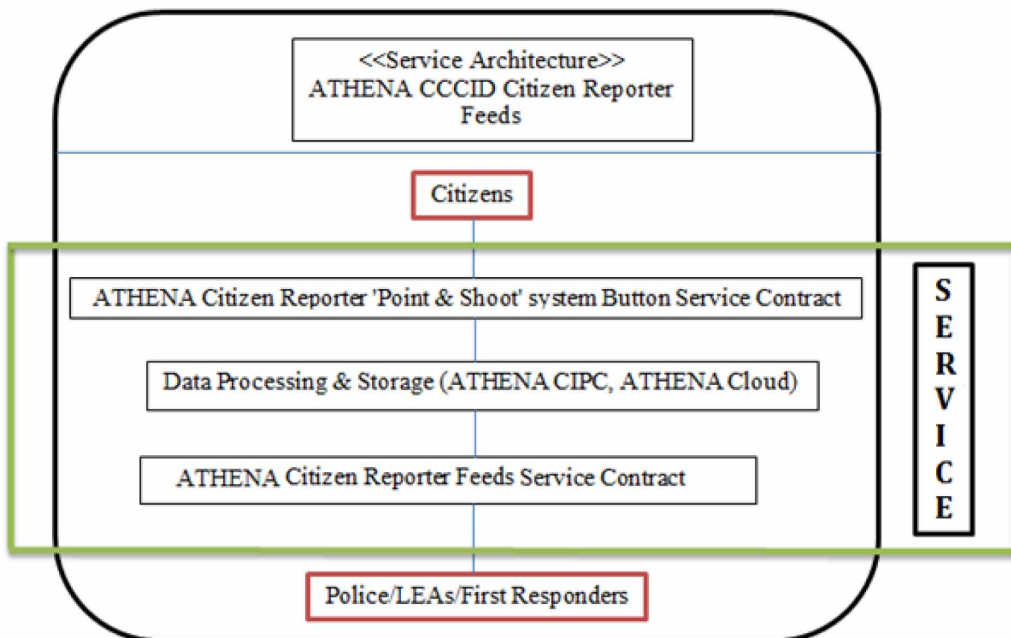 <<Service Architecture>>
ATHENA CCCID Citizen Reporter
Feeds
Citizens
ATHENA Citizen Reporter 'Point & Shoot' system Button Service Contract
Data Processing & Storage (ATHENA CIPC, ATHENA Cloud)
ATHENA Citizen Reporter Feeds Service Contract
Police/LEAs/First Responders
S
E
R
V
I
C
E